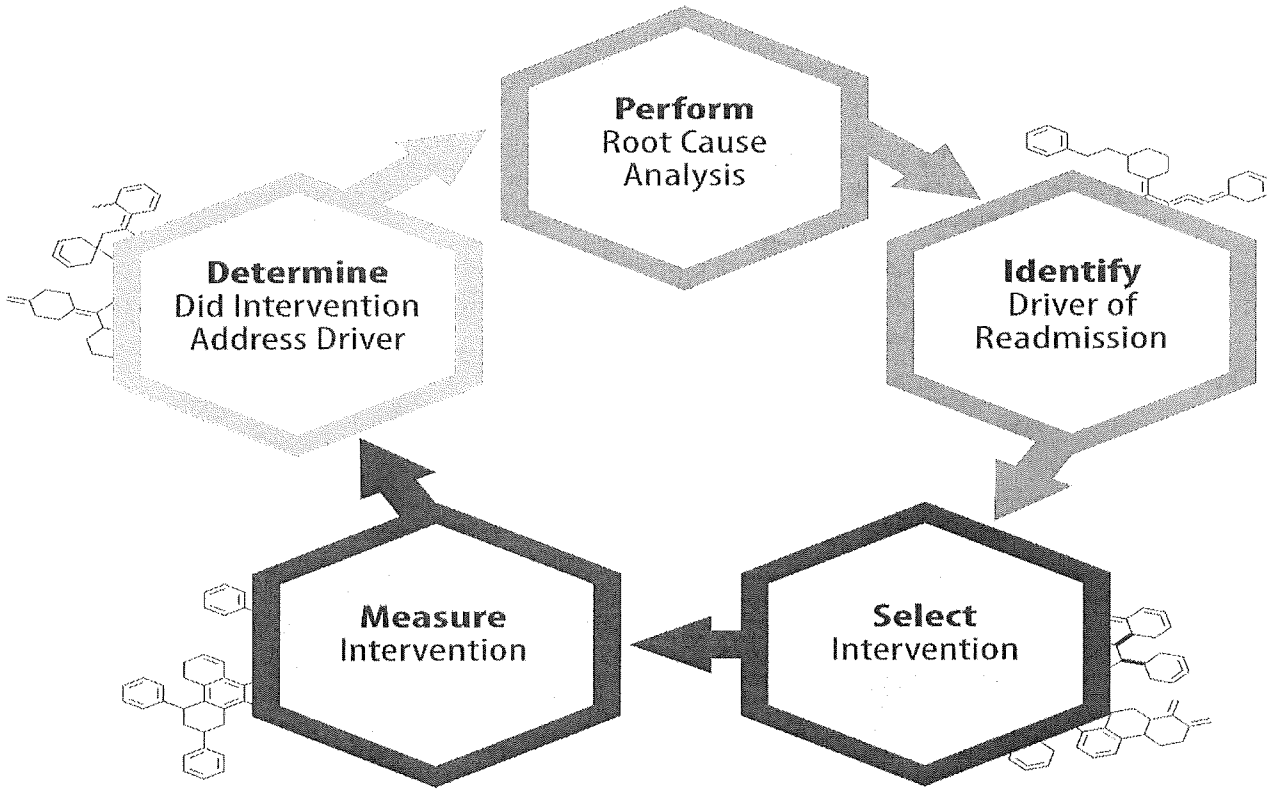 Perform
Root Cause
Analysis
Identify
Driver of
Readmission
Select
Intervention
Measure
Intervention
Determine
Did Intervention
Address Driver